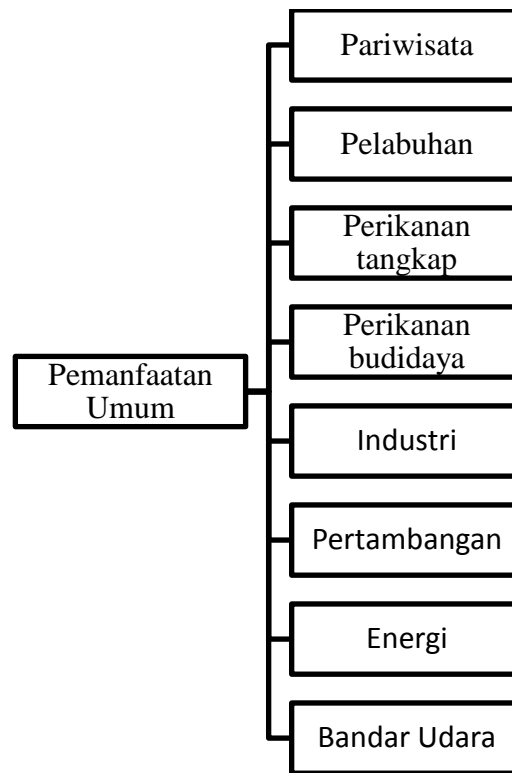 Pariwisata
Pelabuhan
Perikanan
tangkap
Perikanan
budidaya
Pemanfaatan
Umum
Industri
Pertambangan
Energi
Bandar Udara